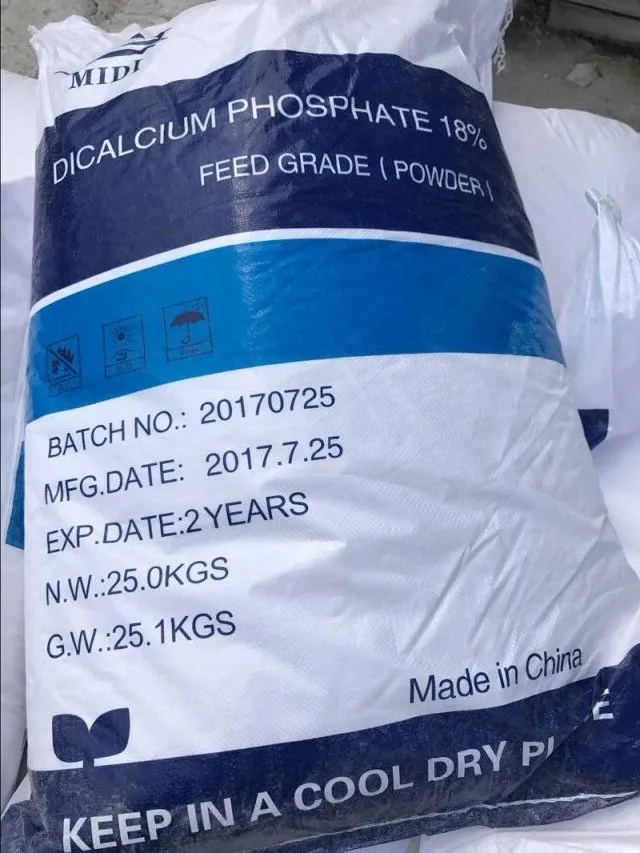 DICALCIUM PHOSPHATE 18%
FEED GRADE ( POWDER )
BATCH NO.: 20170725
MFG.DATE: 2017.7.25
EXP.DATE:2 YEARS
N.W.:25.0KGS
G.W.:25.1KGS
Made in China
KEEP IN A COOL DRY